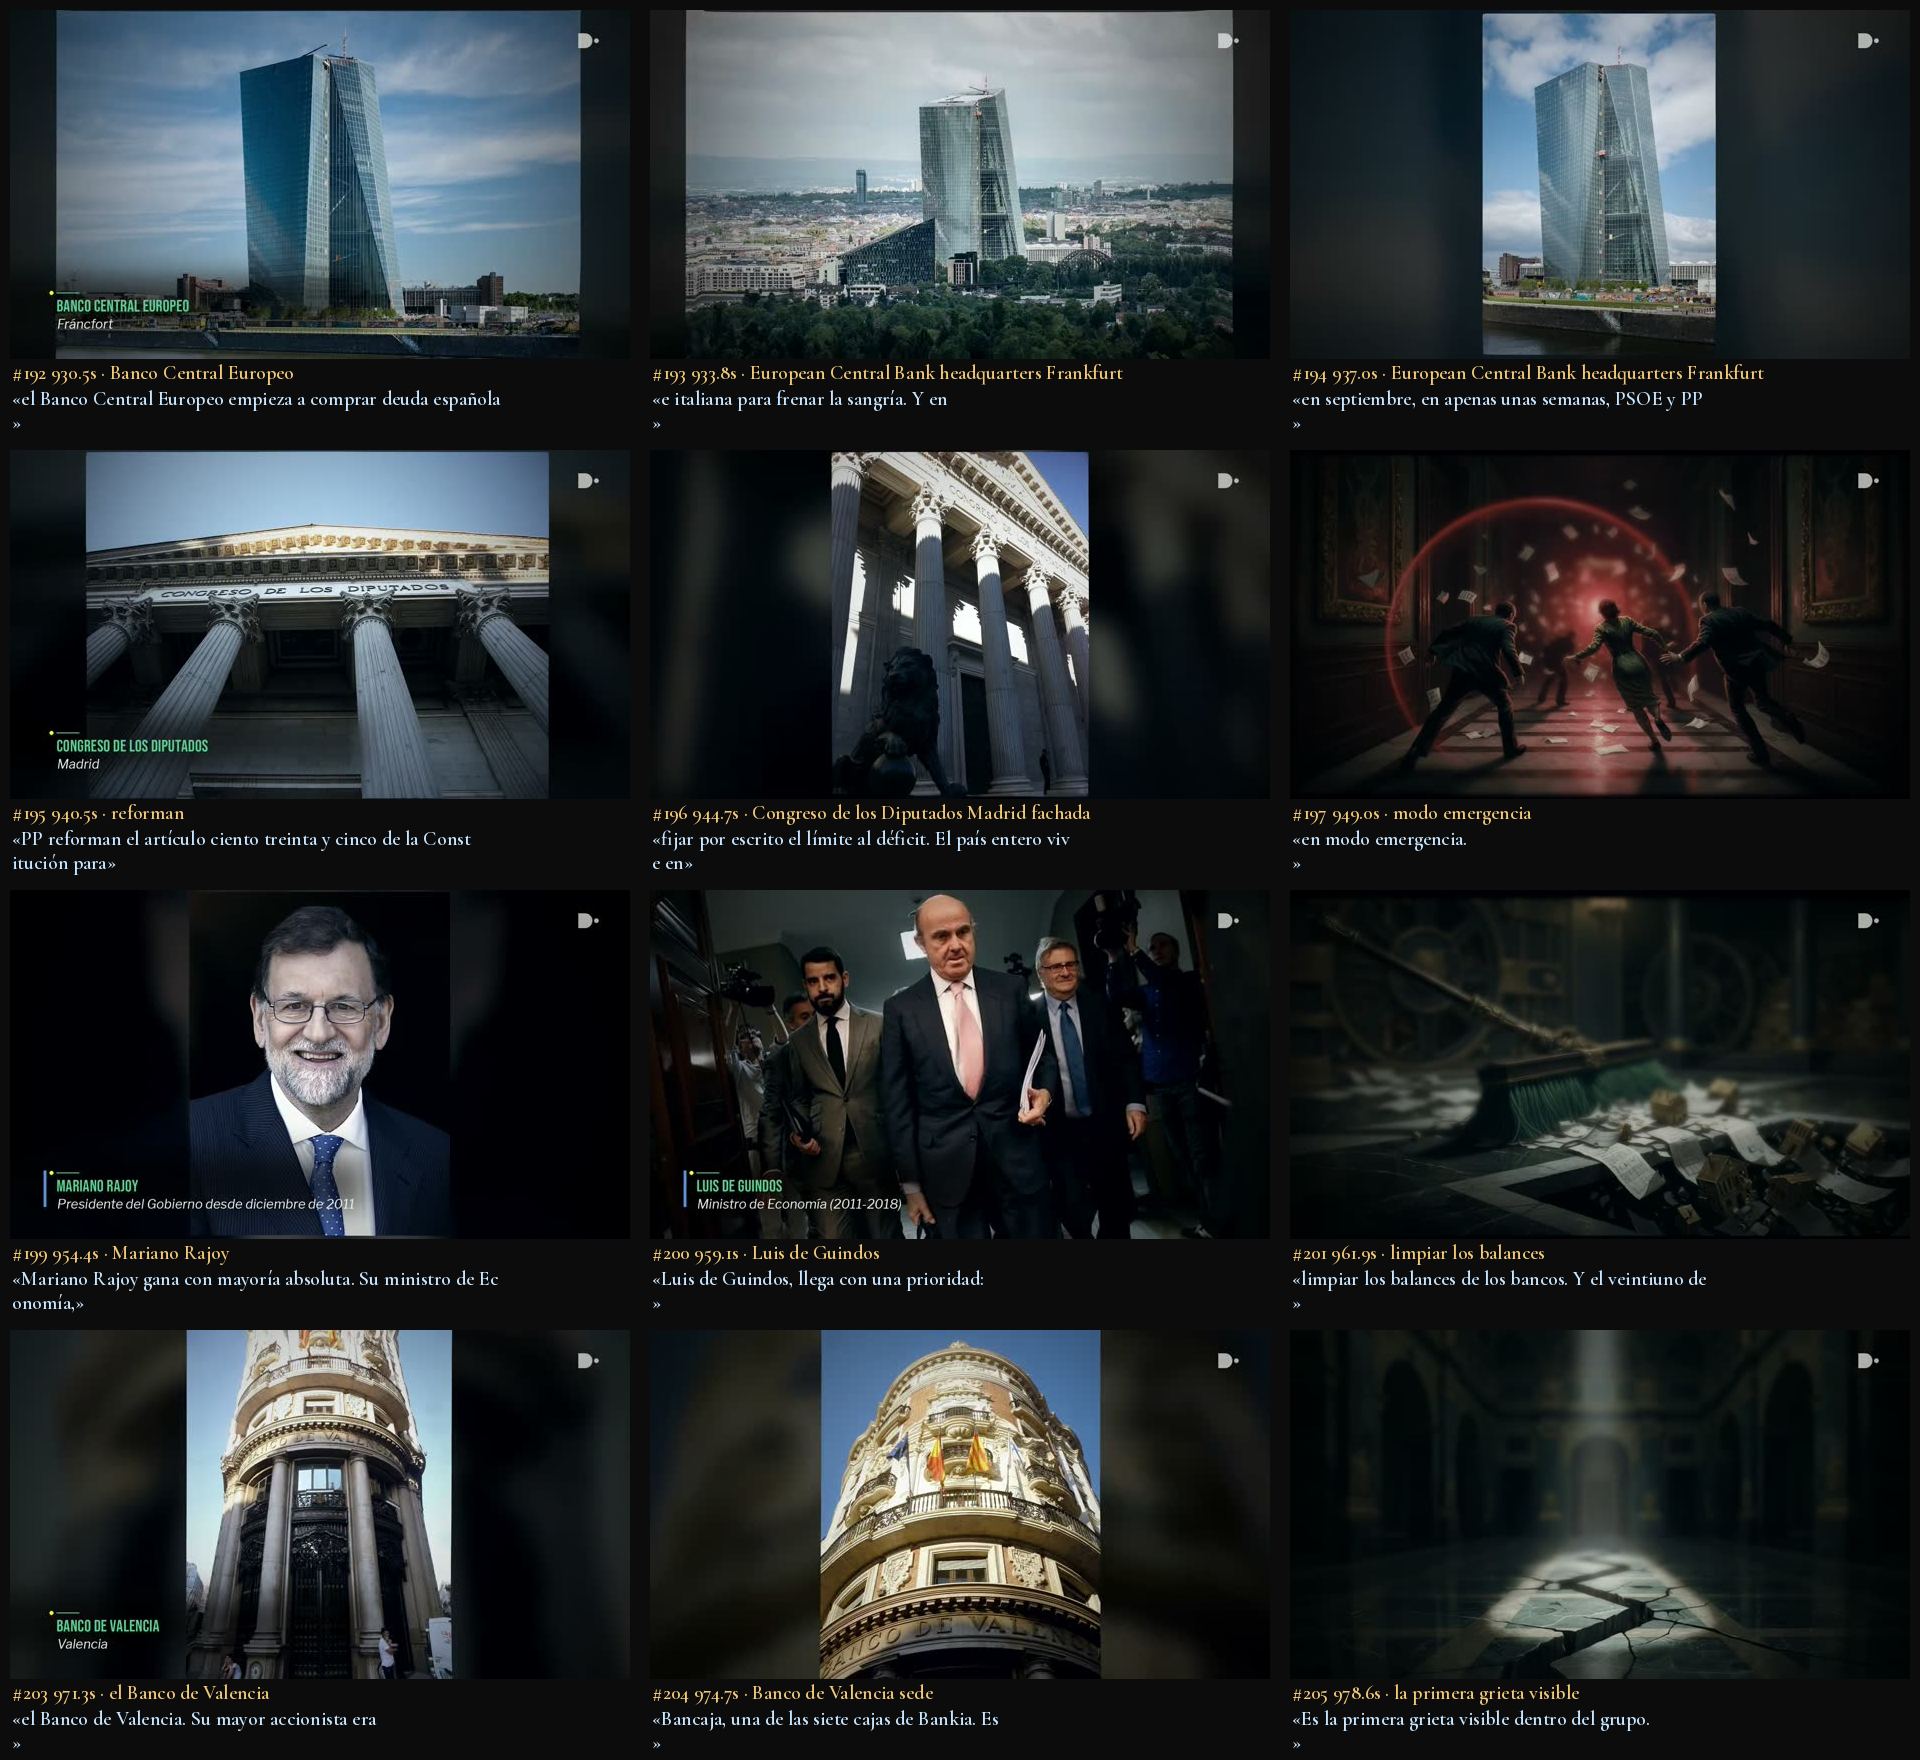 BANCO CENTRAL EUROPEO
Fráncfort
#192 930.5s · Banco Central Europeo
«el Banco Central Europeo empieza a comprar deuda española
»
#193 933.8s · European Central Bank headquarters Frankfurt
«e italiana para frenar la sangría. Y en
»
#194 937.0s · European Central Bank headquarters Frankfurt
«en septiembre, en apenas unas semanas, PSOE y PP
»
CONGRESO DE LOS DIPUTADOS
CONGRESO DE LOS DIPUTADOS
Madrid
#195 940.5s · reforman
«PP reforman el artículo ciento treinta y cinco de la Const
itución para»
CONGRESO DE LOS DIPUTADOS
#196 944.7s · Congreso de los Diputados Madrid fachada
«fijar por escrito el límite al déficit. El país entero viv
e en»
#197 949.0s · modo emergencia
«en modo emergencia.
»
MARIANO RAJOY
Presidente del Gobierno desde diciembre de 2011
#199 954.4s · Mariano Rajoy
«Mariano Rajoy gana con mayoría absoluta. Su ministro de Ec
onomía,»
LUIS DE GUINDOS
Ministro de Economía (2011-2018)
#200 959.1s · Luis de Guindos
«Luis de Guindos, llega con una prioridad:
»
#201 961.9s · limpiar los balances
«limpiar los balances de los bancos. Y el veintiuno de
»
BANCO DE VALENCIA
BANCO DE VALENCIA
Valencia
#203 971.3s · el Banco de Valencia
«el Banco de Valencia. Su mayor accionista era
»
BANCO DE VALENCIA
#204 974.7s · Banco de Valencia sede
«Bancaja, una de las siete cajas de Bankia. Es
»
#205 978.6s · la primera grieta visible
«Es la primera grieta visible dentro del grupo.
»